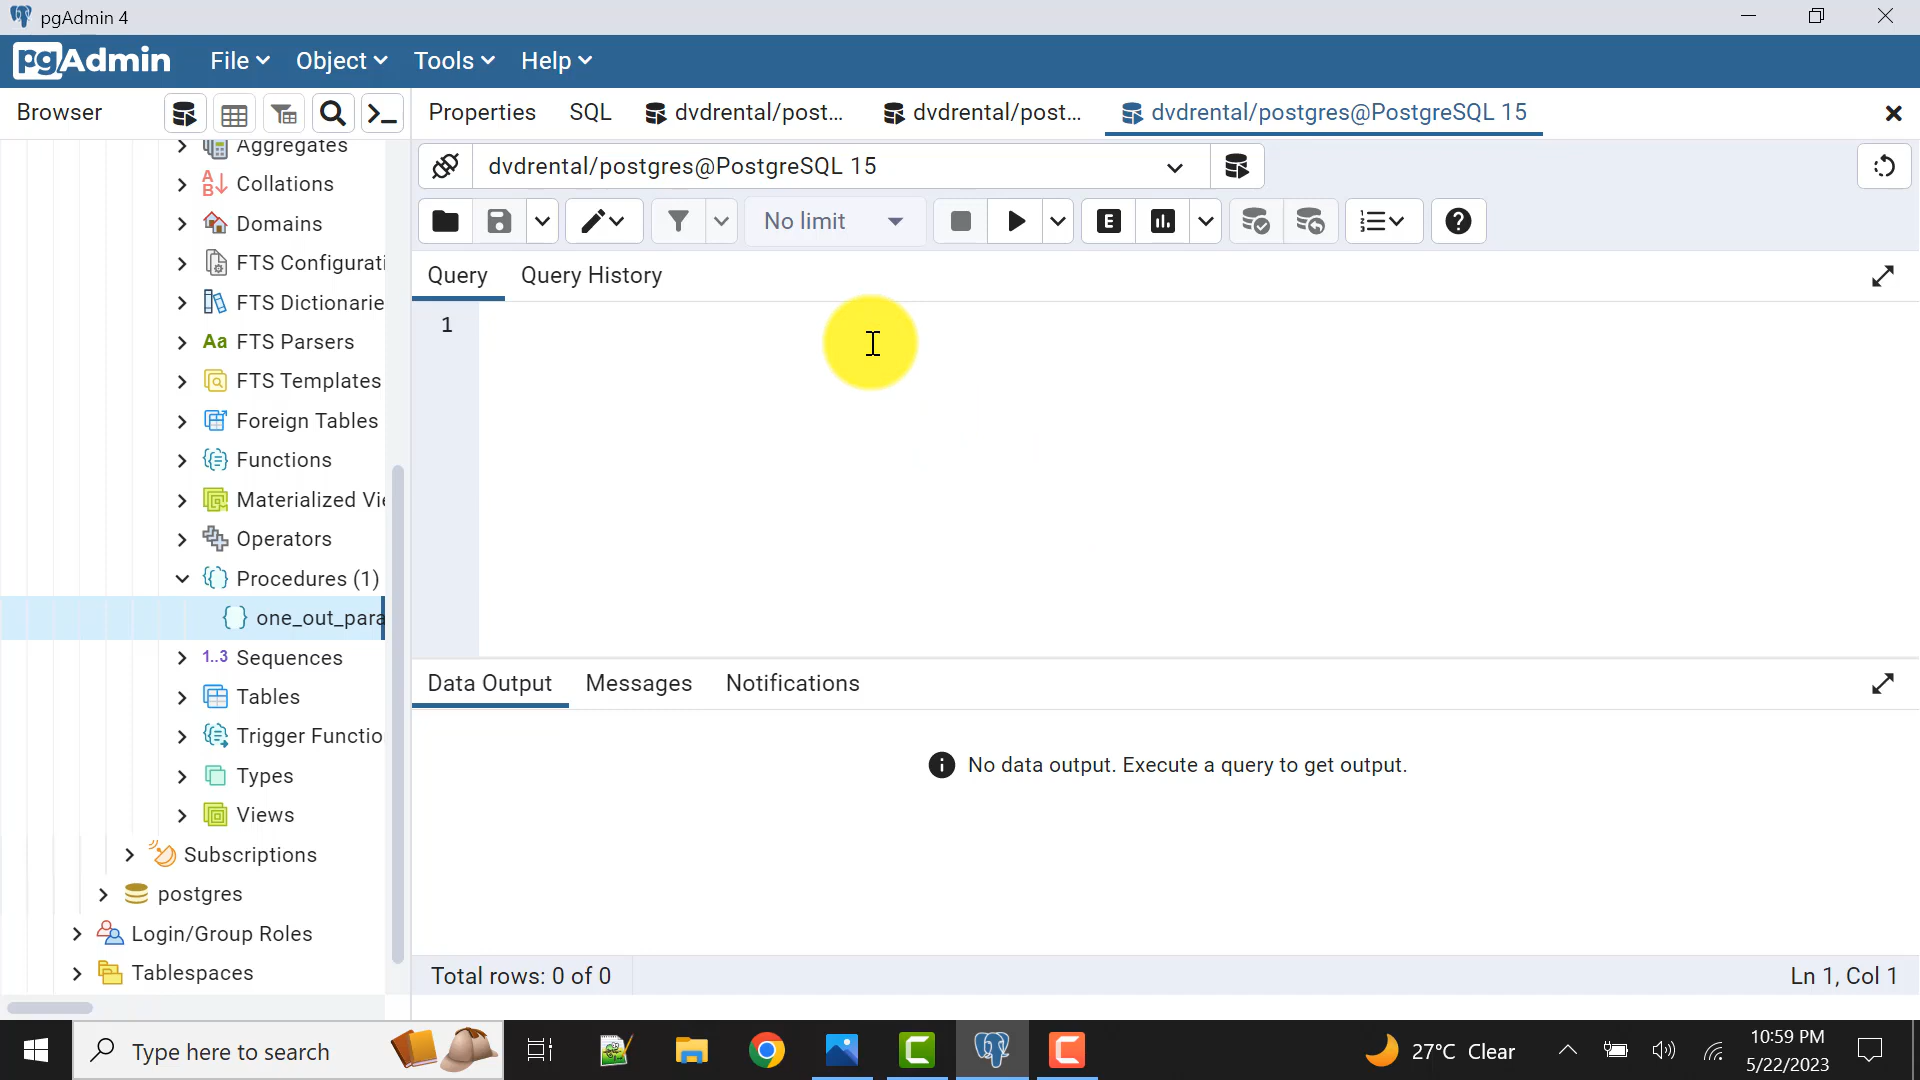 pgAdmin 4
pgAdmin File Object Tools Help
Browser
Properties SQL dvdrental/post... dvdrental/post... dvdrental/postgres@PostgreSQL 15
dvdrental/postgres@PostgreSQL 15
No limit
E
Query Query History
1
Aggregates
Collations
Domains
FTS Configurati
FTS Dictionarie
Aa FTS Parsers
FTS Templates
Foreign Tables
Functions
Materialized Vie
Operators
Procedures (1)
one_out_para
1..3 Sequences
Tables
Trigger Functio
Types
Views
Subscriptions
postgres
Login/Group Roles
Tablespaces
Data Output Messages Notifications
No data output. Execute a query to get output.
Total rows: 0 of 0
Ln 1, Col 1
Type here to search
27°C Clear
10:59 PM
5/22/2023